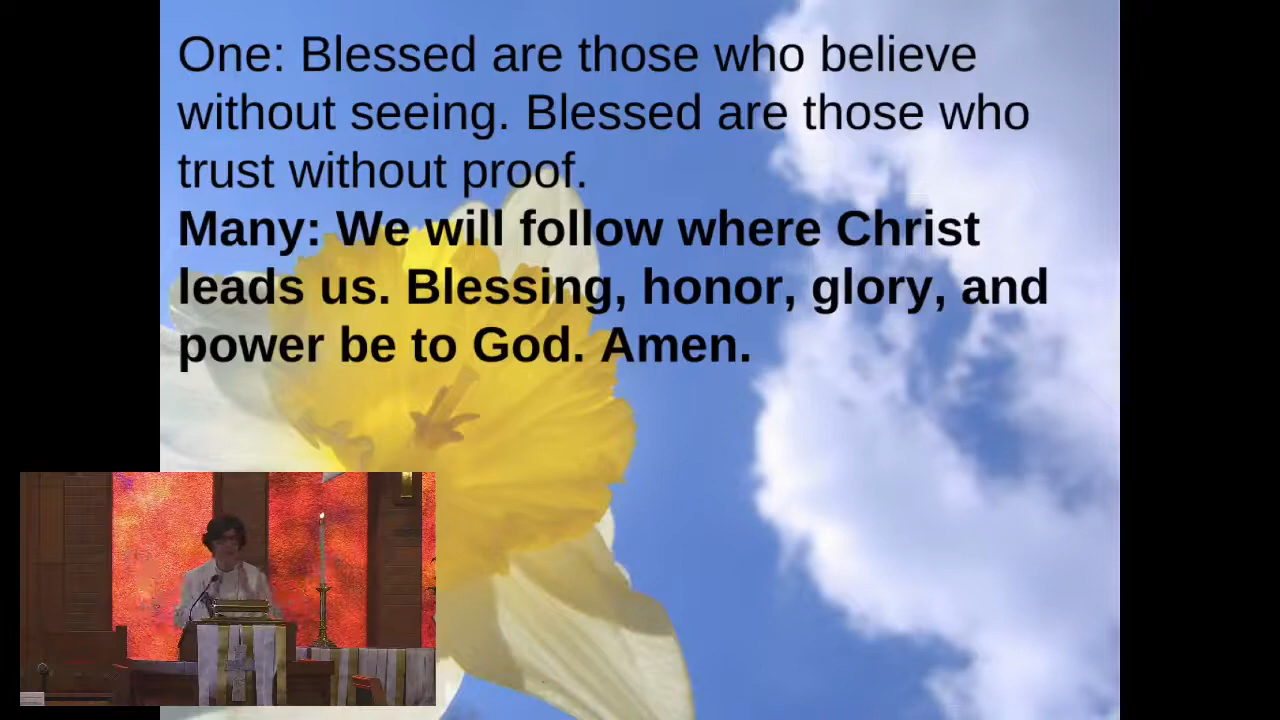 One: Blessed are those who believe
without seeing. Blessed are those who
trust without proof.
Many: We will follow where Christ
leads us. Blessing, honor, glory, and
power be to God. Amen.